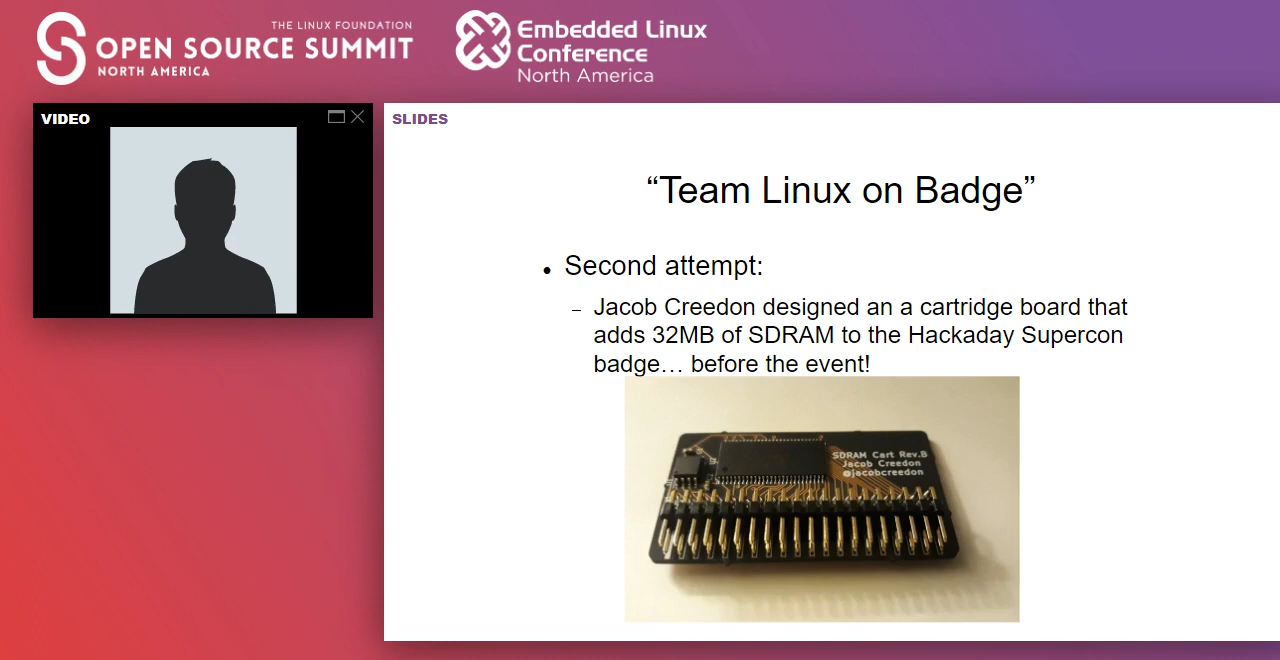 THE LINUX FOUNDATION
OPEN SOURCE SUMMIT
NORTH AMERICA
Embedded Linux
Conference
North America
VIDEO
SLIDES
“Team Linux on Badge”
• Second attempt:
– Jacob Creedon designed an a cartridge board that
adds 32MB of SDRAM to the Hackaday Supercon
badge… before the event!
SDRAM Cart Rev.B
Jacob Creedon
@jacobcreedon